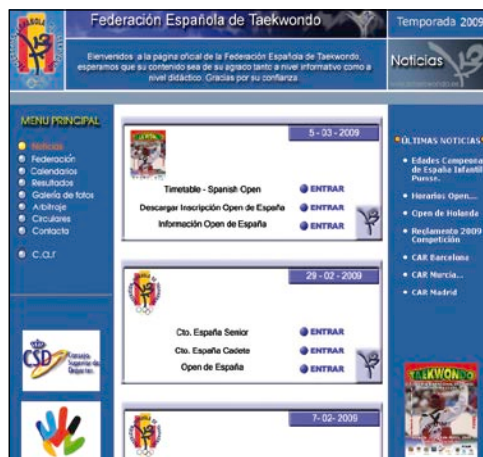 Federación Española de Taekwondo
Temporada 2009
Bienvenidos a la página oficial de la Federación Española de Taekwondo,
esperamos que su contenido sea de su agrado tanto a nivel informativo como a
nivel didáctico. Gracias por su confianza.
Noticias
MENU PRINCIPAL
Noticias
Federación
Calendarios
Resultados
Galería de fotos
Arbitraje
Circulares
Contacto
C.a.r
CSD
Consejo
Superior de
Deportes
5 - 03 - 2009
Timetable - Spanish Open ENTRAR
Descargar Inscripción Open de España ENTRAR
Información Open de España ENTRAR
29 - 02 - 2009
Cto. España Senior ENTRAR
Cto. España Cadete ENTRAR
Open de España ENTRAR
7- 02- 2009
ÚLTIMAS NOTICIAS
Edades Campeona
de España Infantil
Pumse.
Horarios Open...
Open de Holanda
Reglamento 2009
Competición
CAR Barcelona
CAR Murcia...
CAR Madrid
TAEKWONDO